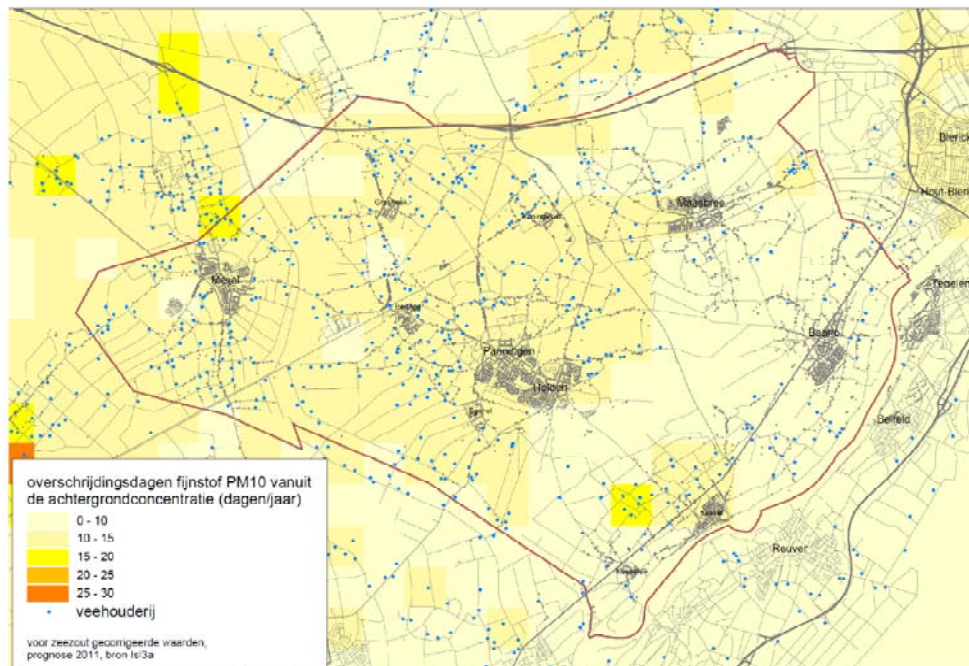 Blerick
Hout-Bleri
Maasbree
Tegelen
Meijel
Baarlo
Panningen
Helden
Belfeld
Reuver
overschrijdingsdagen fijnstof PM10 vanuit
de achtergrondconcentratie (dagen/jaar)
0 - 10
10 - 15
15 - 20
20 - 25
25 - 30
veehouderij
voor zeezout gecorrigeerde waarden,
prognose 2011, bron Isl3a